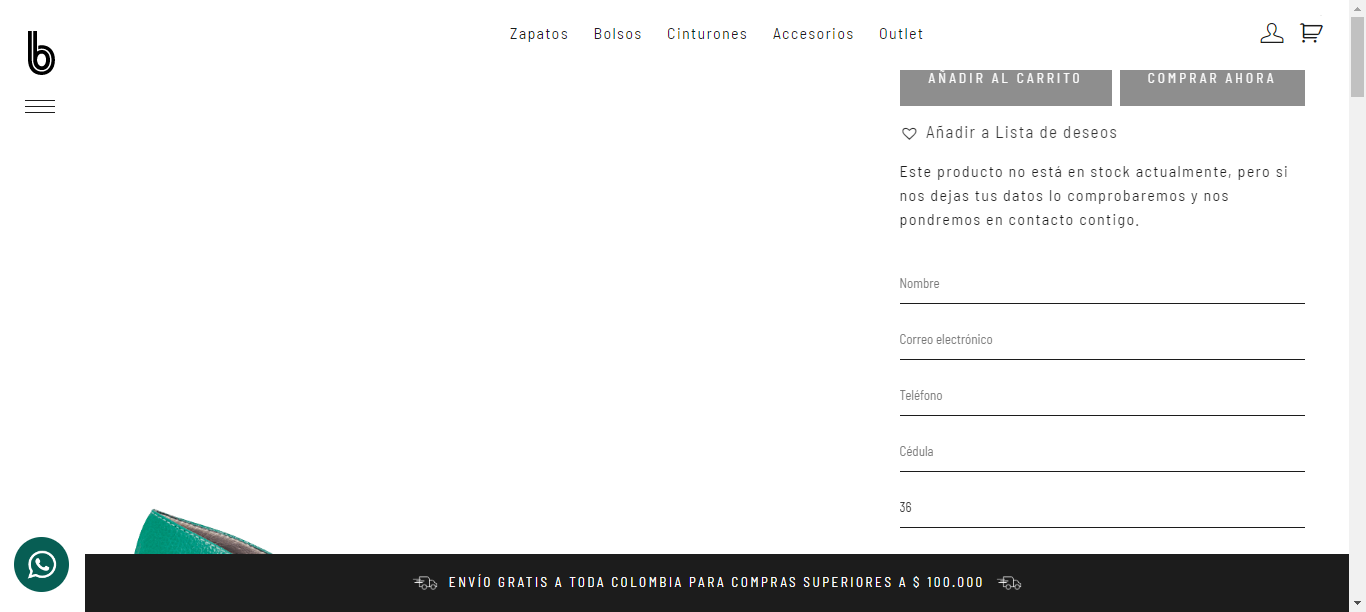 b
Zapatos Bolsos Cinturones Accesorios Outlet
AÑADIR AL CARRITO COMPRAR AHORA
Añadir a Lista de deseos
Este producto no está en stock actualmente, pero si
nos dejas tus datos lo comprobaremos y nos
pondremos en contacto contigo.
Nombre
Correo electrónico
Teléfono
Cédula
36
ENVÍO GRATIS A TODA COLOMBIA PARA COMPRAS SUPERIORES A $ 100.000